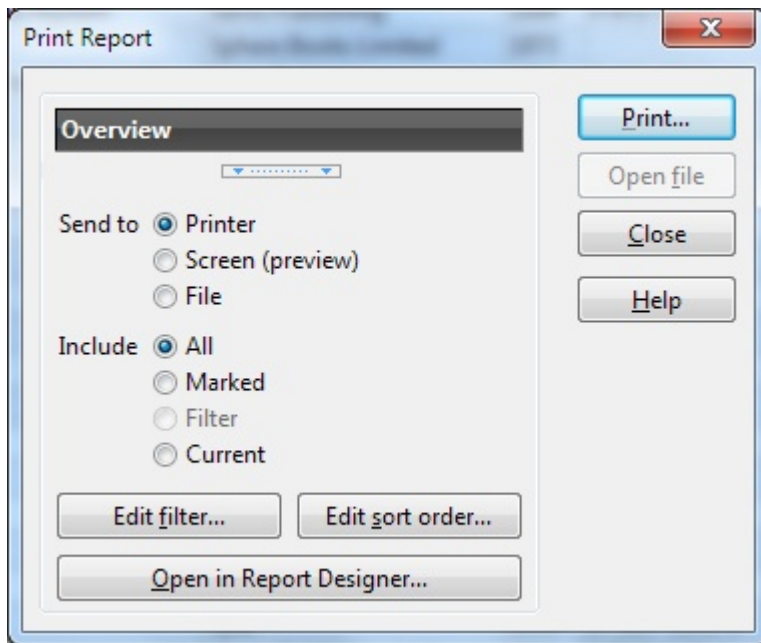 Print Report
Overview
Send to Printer
Screen (preview)
File
Include All
Marked
Filter
Current
Edit filter...
Edit sort order...
Open in Report Designer...
Print...
Open file
Close
Help